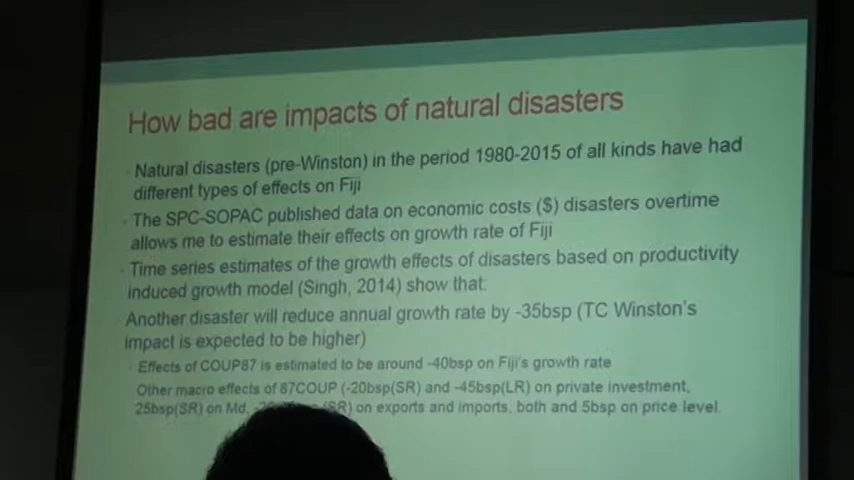 How bad are impacts of natural disasters
Natural disasters (pre-Winston) in the period 1980-2015 of all kinds have had
different types of effects on Fiji
The SPC-SOPAC published data on economic costs ($) disasters overtime
allows me to estimate their effects on growth rate of Fiji
Time series estimates of the growth effects of disasters based on productivity
induced growth model (Singh, 2014) show that:
Another disaster will reduce annual growth rate by -35bsp (TC Winston's
impact is expected to be higher)
Effects of COUP87 is estimated to be around -40bsp on Fiji's growth rate
Other macro effects of 87COUP (-20bsp(SR) and -45bsp(LR) on private investment,
25bsp(SR) on Md, (SR) on exports and imports, both and 5bsp on price level.